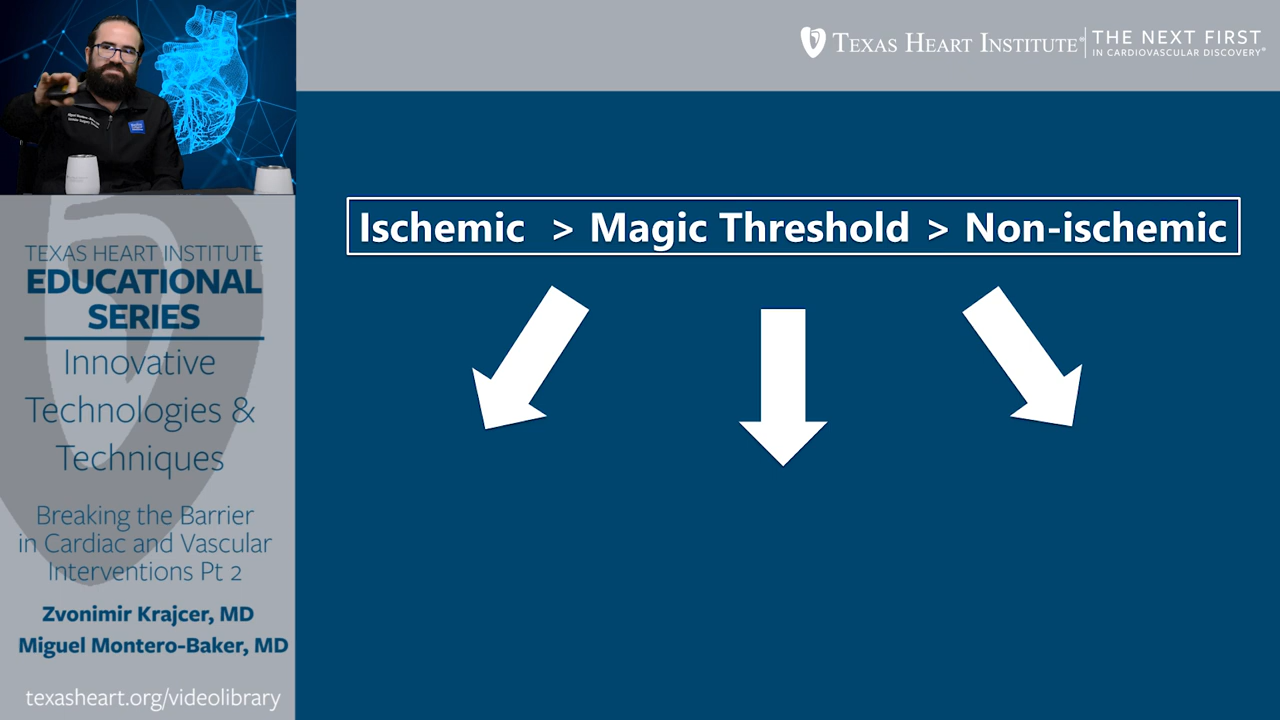 TEXAS HEART INSTITUTE® THE NEXT FIRST
IN CARDIOVASCULAR DISCOVERY®
Ischemic > Magic Threshold > Non-ischemic
TEXAS HEART INSTITUTE
EDUCATIONAL
SERIES
Innovative
Technologies &
Techniques
Breaking the Barrier
in Cardiac and Vascular
Interventions Pt 2
Zvonimir Krajcer, MD
Miguel Montero-Baker, MD
texasheart.org/videolibrary